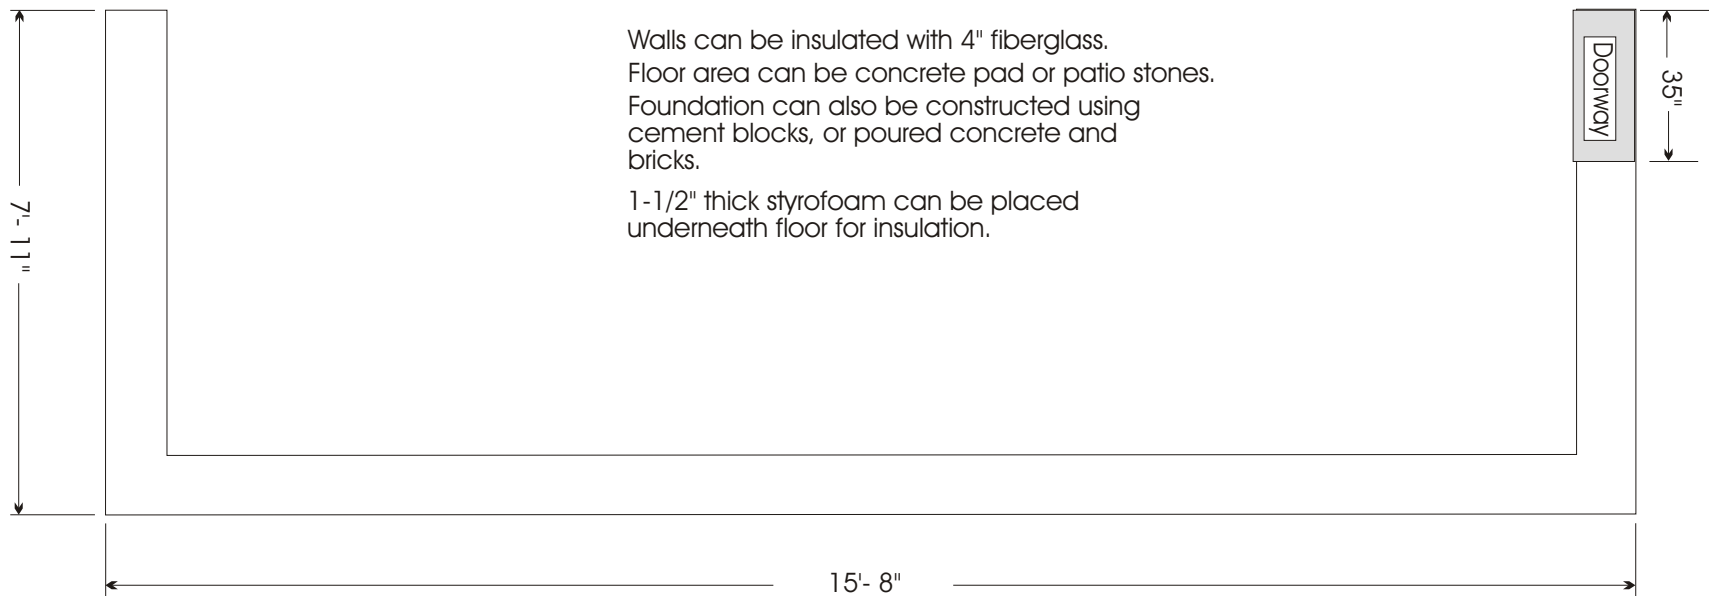 Walls can be insulated with 4" fiberglass.
Floor area can be concrete pad or patio stones.
Foundation can also be constructed using
cement blocks, or poured concrete and
bricks.
1-1/2" thick styrofoam can be placed
underneath floor for insulation.
Doorway
35"
7'- 11"
15'- 8"